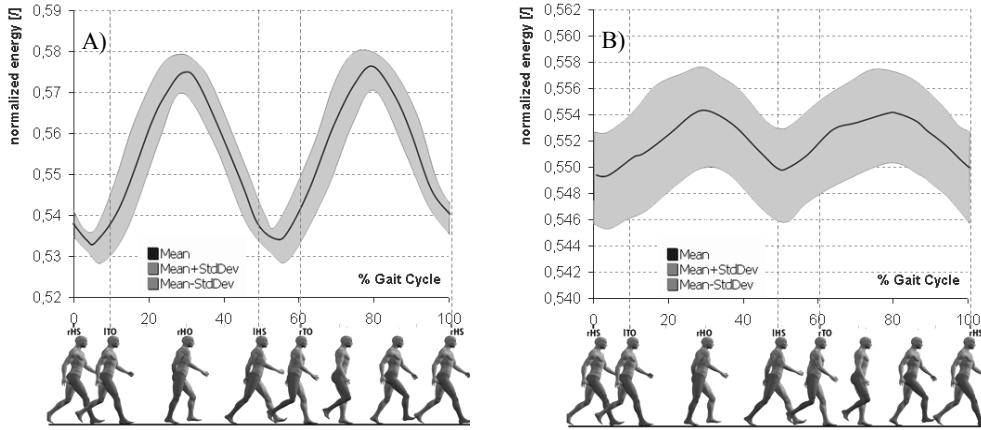 A)
normalized energy [/]
0,59
0,58
0,57
0,56
0,55
0,54
0,53
0,52
Mean
Mean+StdDev
Mean-StdDev
% Gait Cycle
0 20 40 60 80 100
rHS lTO rHO lHS rTO rHS
B)
normalized energy [/]
0,562
0,560
0,558
0,556
0,554
0,552
0,550
0,548
0,546
0,544
0,542
0,540
Mean
Mean+StdDev
Mean-StdDev
% Gait Cycle
0 20 40 60 80 100
rHS lTO rHO lHS rTO rHS